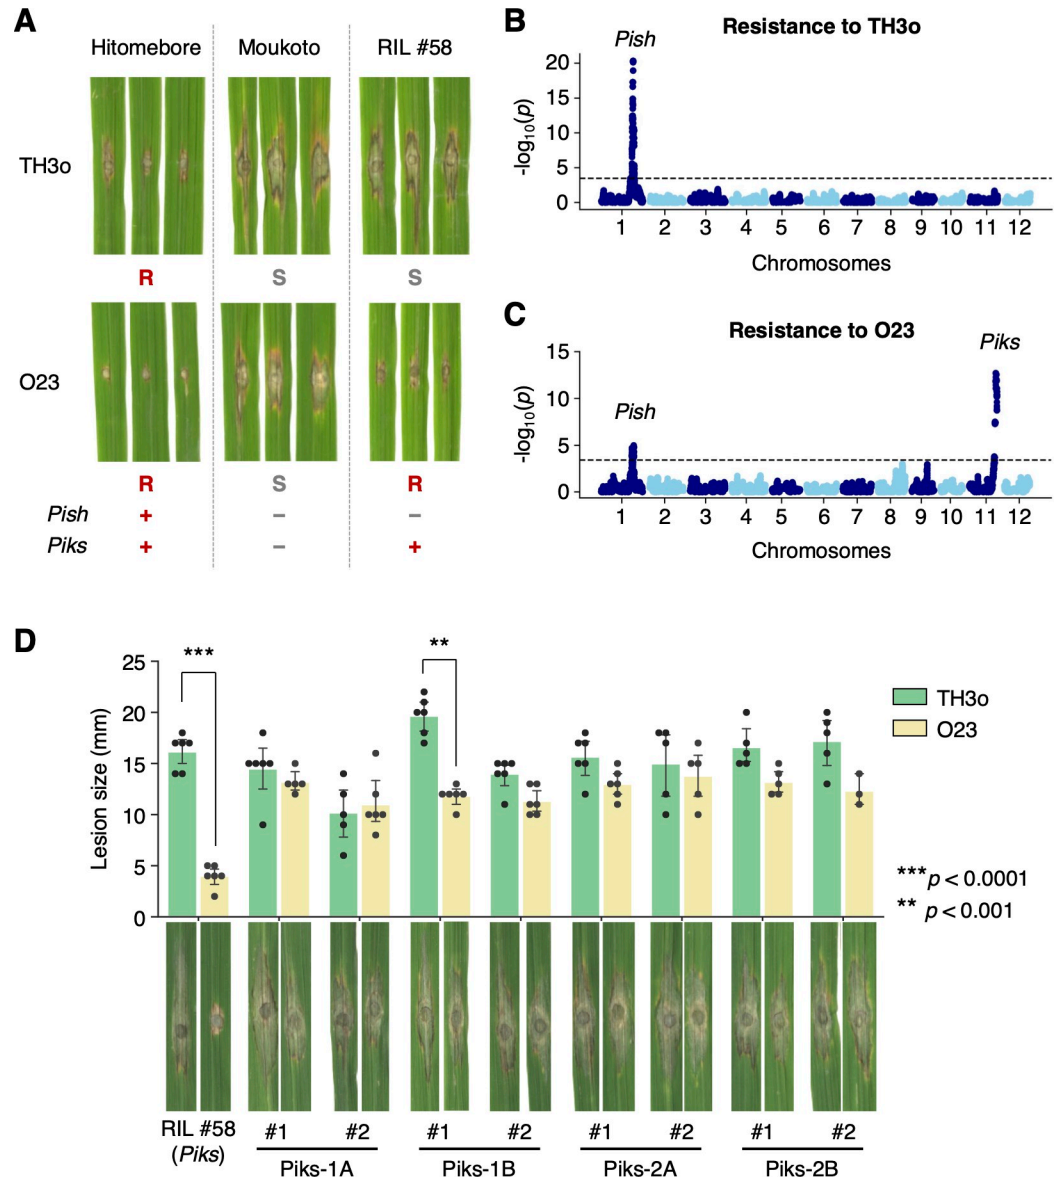 A
Hitomebore Moukoto RIL #58
TH3o
R S S
O23
R S R
Pish + − −
Piks + − +
B
Resistance to TH3o
Pish
-log10(p)
20
15
10
5
0
1 2 3 4 5 6 7 8 9 10 11 12
Chromosomes
C
Resistance to O23
Piks
Pish
-log10(p)
15
10
5
0
1 2 3 4 5 6 7 8 9 10 11 12
Chromosomes
D
Lesion size (mm)
25
20
15
10
5
0
*** **
TH3o
O23
***p < 0.0001
** p < 0.001
RIL #58
(Piks)
#1 #2 #1 #2 #1 #2 #1 #2
Piks-1A Piks-1B Piks-2A Piks-2B